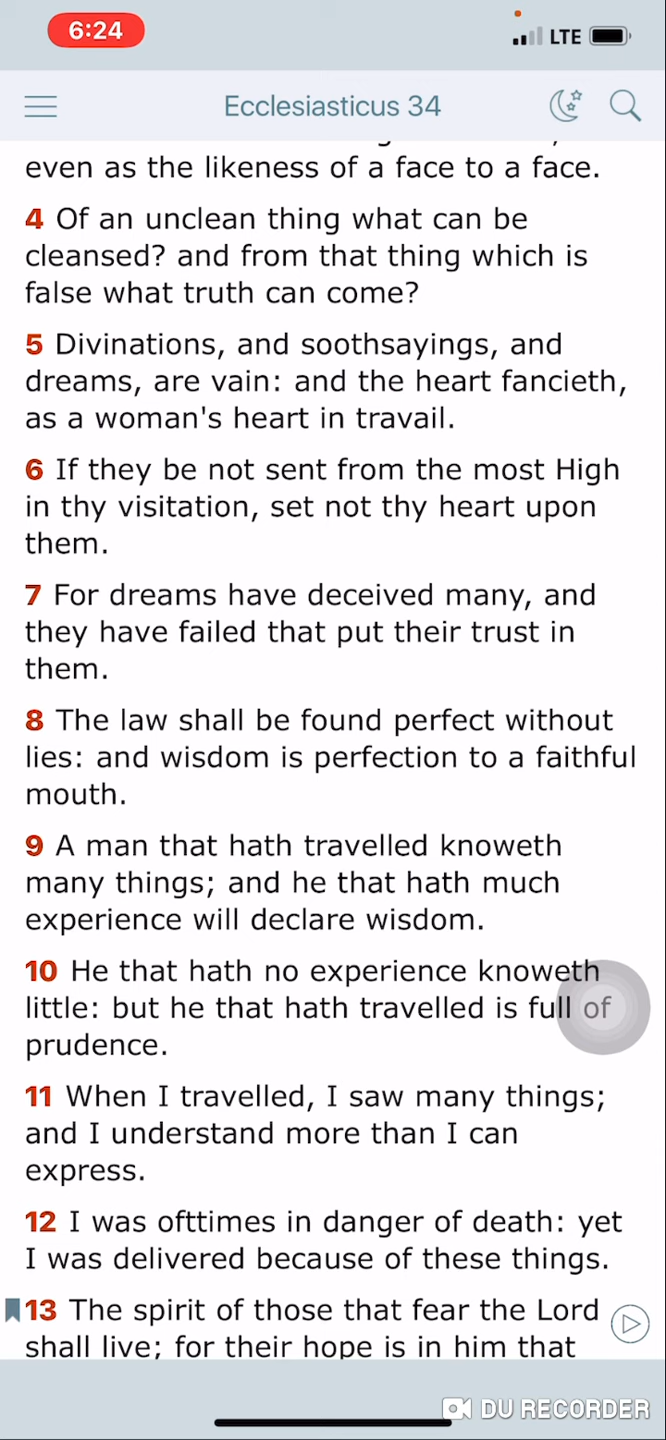 6:24
LTE
Ecclesiasticus 34
even as the likeness of a face to a face.
4 Of an unclean thing what can be
cleansed? and from that thing which is
false what truth can come?
5 Divinations, and soothsayings, and
dreams, are vain: and the heart fancieth,
as a woman's heart in travail.
6 If they be not sent from the most High
in thy visitation, set not thy heart upon
them.
7 For dreams have deceived many, and
they have failed that put their trust in
them.
8 The law shall be found perfect without
lies: and wisdom is perfection to a faithful
mouth.
9 A man that hath travelled knoweth
many things; and he that hath much
experience will declare wisdom.
10 He that hath no experience knoweth
little: but he that hath travelled is full of
prudence.
11 When I travelled, I saw many things;
and I understand more than I can
express.
12 I was ofttimes in danger of death: yet
I was delivered because of these things.
13 The spirit of those that fear the Lord
shall live; for their hope is in him that
DU RECORDER